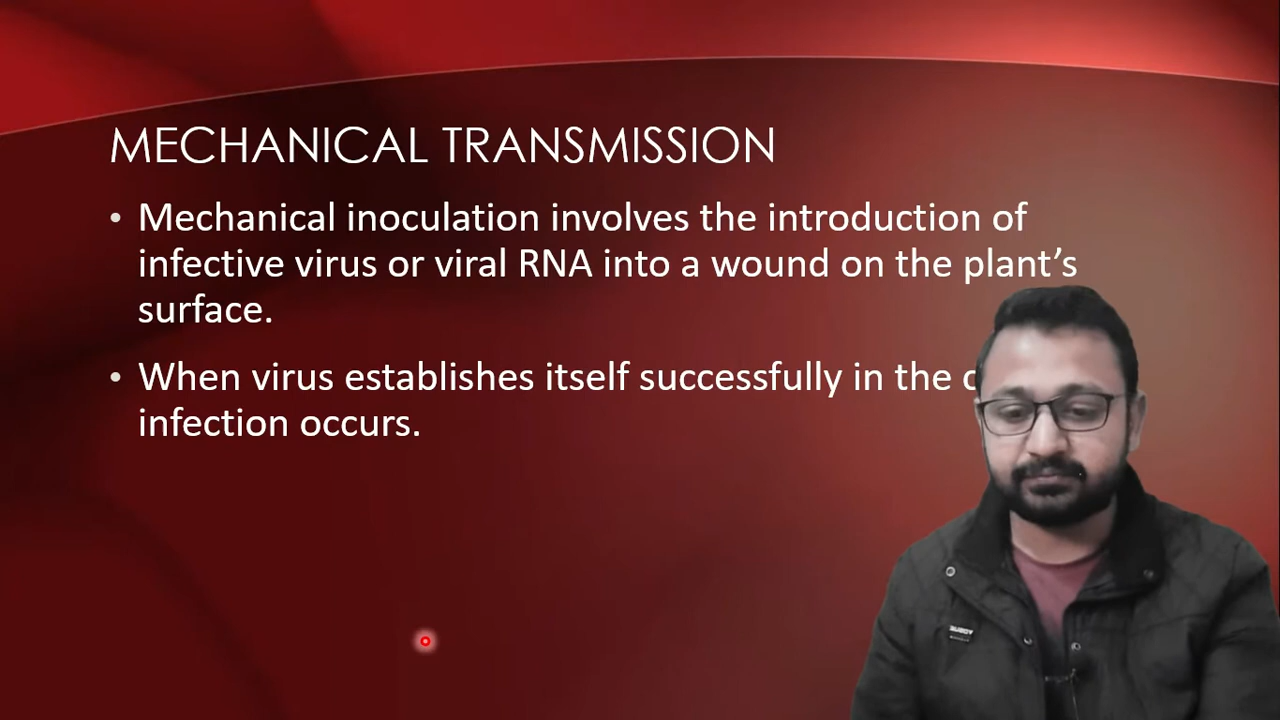 MECHANICAL TRANSMISSION
• Mechanical inoculation involves the introduction of
infective virus or viral RNA into a wound on the plant’s
surface.
• When virus establishes itself successfully in the
infection occurs.